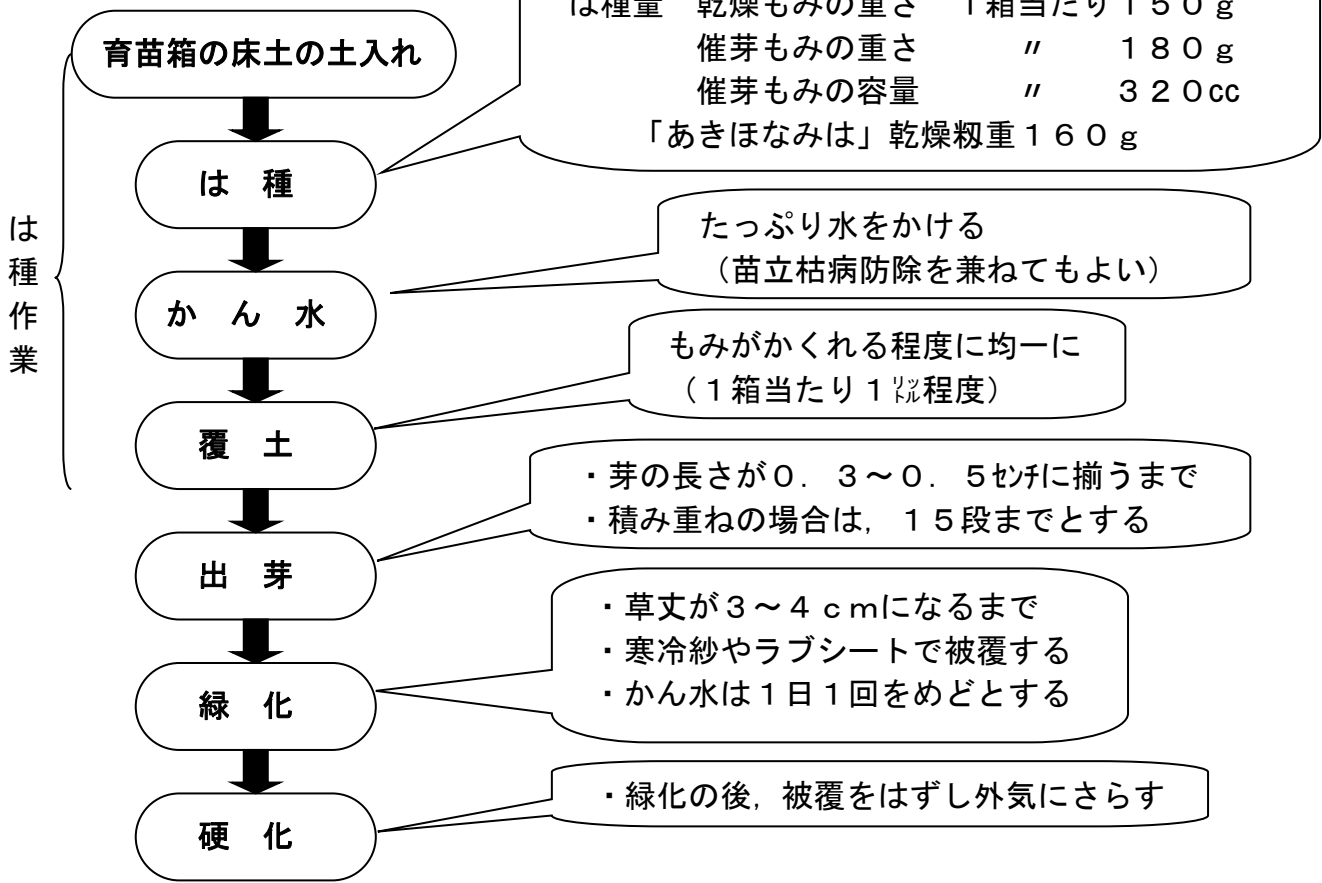 は種量 乾燥もみの重さ 1箱当たり150g
育苗箱の床土の土入れ
催芽もみの重さ 〃 180g
催芽もみの容量 〃 320cc
「あきほなみは」乾燥籾重160g
は種
は種作業
たっぷり水をかける
（苗立枯病防除を兼ねてもよい）
かん水
もみがかくれる程度に均一に
（1箱当たり1㍑程度）
覆土
・芽の長さが0．3～0．5センチに揃うまで
・積み重ねの場合は，15段までとする
出芽
・草丈が3～4cmになるまで
・寒冷紗やラブシートで被覆する
・かん水は1日1回をめどとする
緑化
・緑化の後，被覆をはずし外気にさらす
硬化